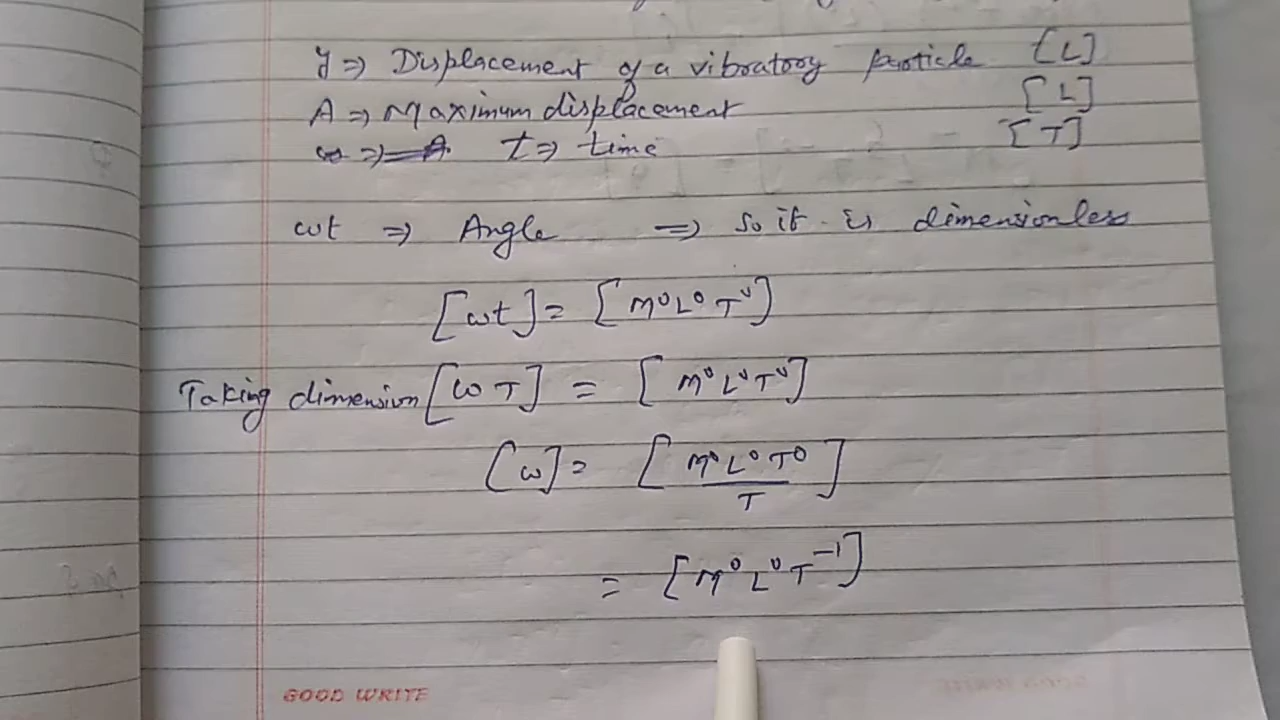 y ⇒ Displacement of a vibratory particle [L]
A ⇒ Maximum displacement [L]
t ⇒ time [T]
ωt ⇒ Angle ⇒ so it is dimensionless
[ωt] = [M⁰L⁰T⁰]
Taking dimension [ω T] = [M⁰L⁰T⁰]
[ω] = [M⁰L⁰T⁰/T]
= [M⁰L⁰T⁻¹]
GOOD WRITE